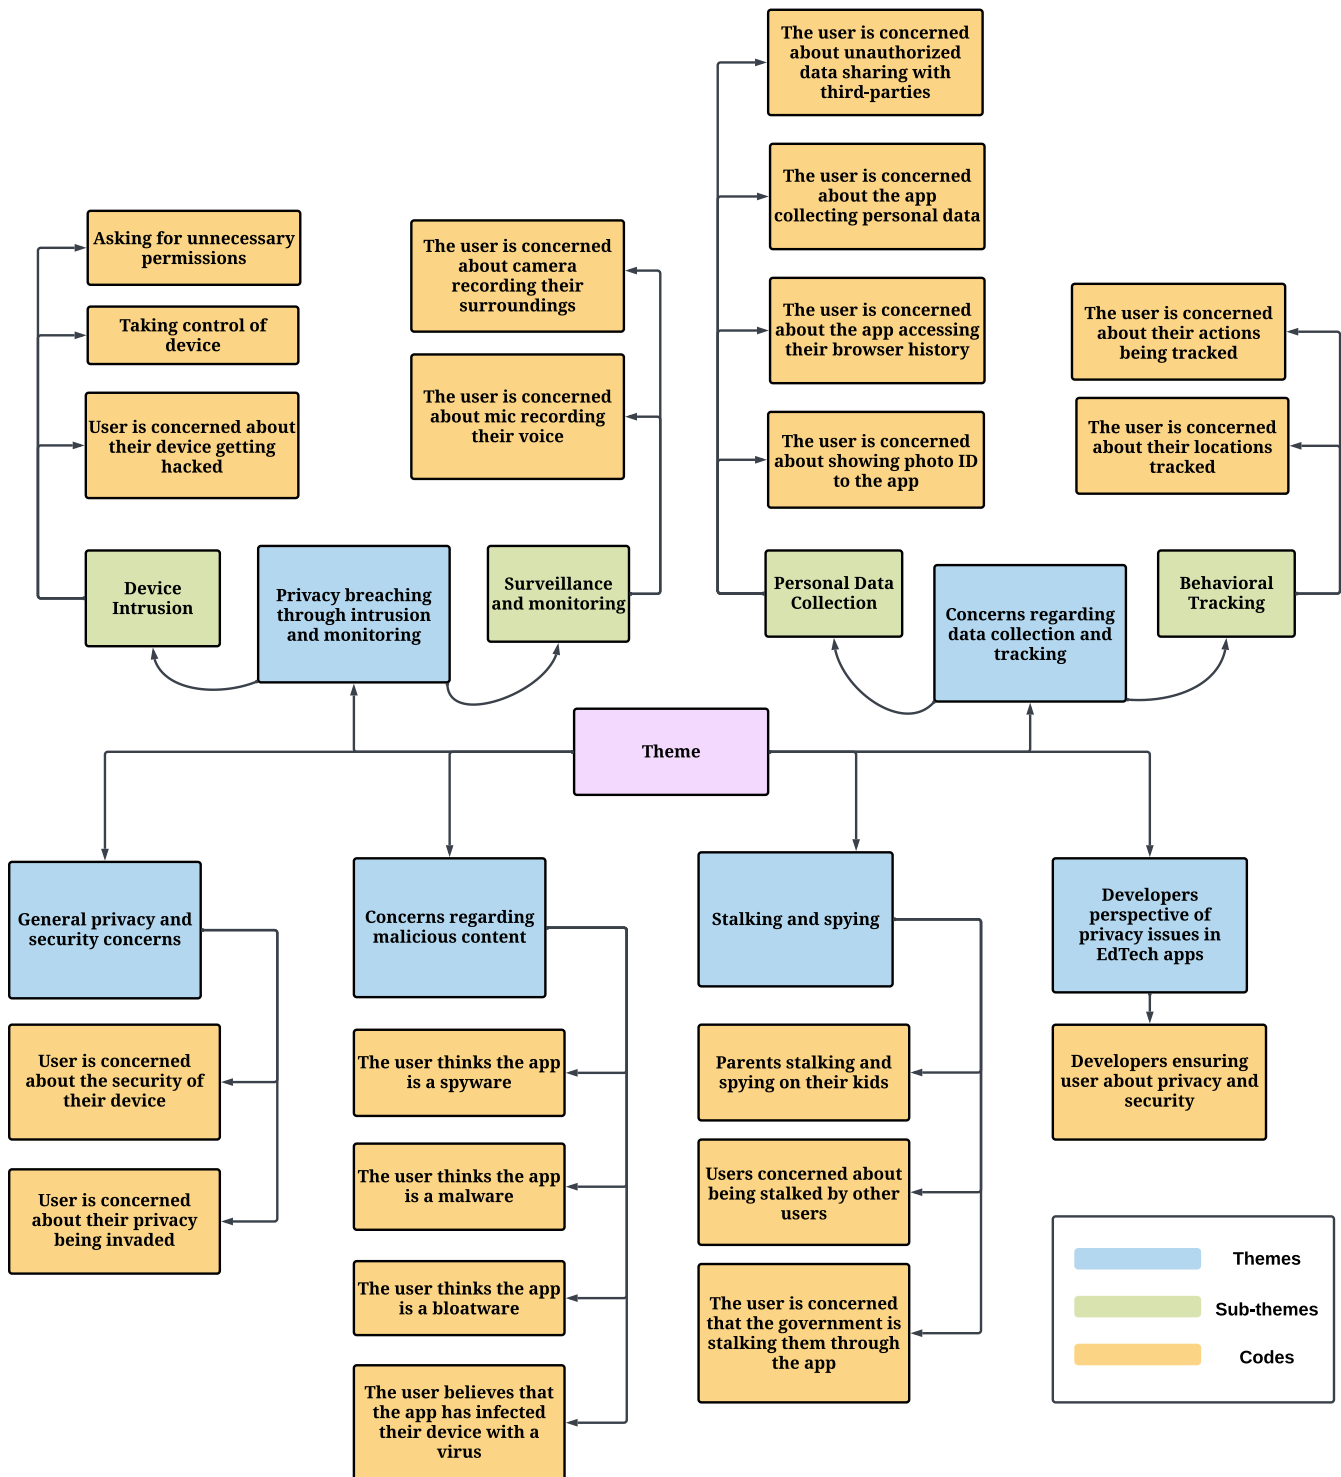 The user is concerned
about unauthorized
data sharing with
third-parties
The user is concerned
about the app
collecting personal data
Asking for unnecessary
permissions
The user is concerned
about camera
recording their
surroundings
The user is concerned
about the app accessing
their browser history
The user is concerned
about their actions
being tracked
Taking control of
device
The user is concerned
about mic recording
their voice
User is concerned about
their device getting
hacked
The user is concerned
about showing photo ID
to the app
The user is concerned
about their locations
tracked
Device
Intrusion
Privacy breaching
through intrusion
and monitoring
Surveillance
and monitoring
Personal Data
Collection
Concerns regarding
data collection and
tracking
Behavioral
Tracking
Theme
General privacy and
security concerns
Concerns regarding
malicious content
Stalking and spying
Developers
perspective of
privacy issues in
EdTech apps
User is concerned
about the security of
their device
The user thinks the app
is a spyware
Parents stalking and
spying on their kids
Developers ensuring
user about privacy and
security
User is concerned
about their privacy
being invaded
The user thinks the app
is a malware
Users concerned about
being stalked by other
users
The user thinks the app
is a bloatware
The user is concerned
that the government is
stalking them through
the app
The user believes that
the app has infected
their device with a
virus
Themes
Sub-themes
Codes